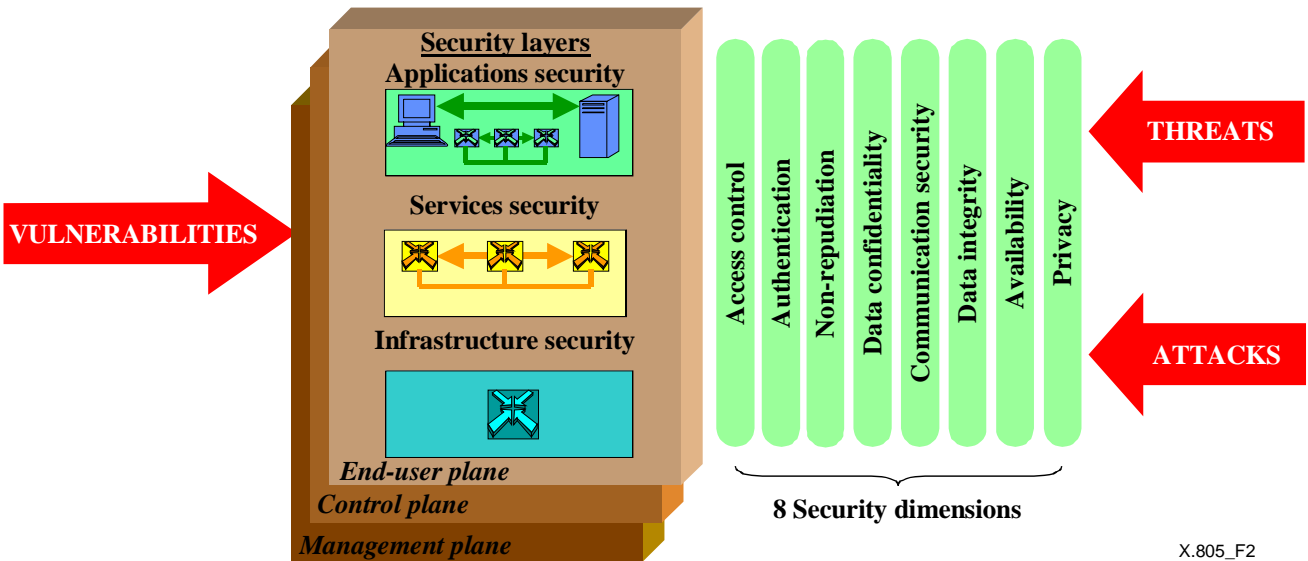 Security layers
Applications security
Services security
Infrastructure security
End-user plane
Control plane
Management plane
VULNERABILITIES
Access control
Authentication
Non-repudiation
Data confidentiality
Communication security
Data integrity
Availability
Privacy
8 Security dimensions
THREATS
ATTACKS
X.805_F2